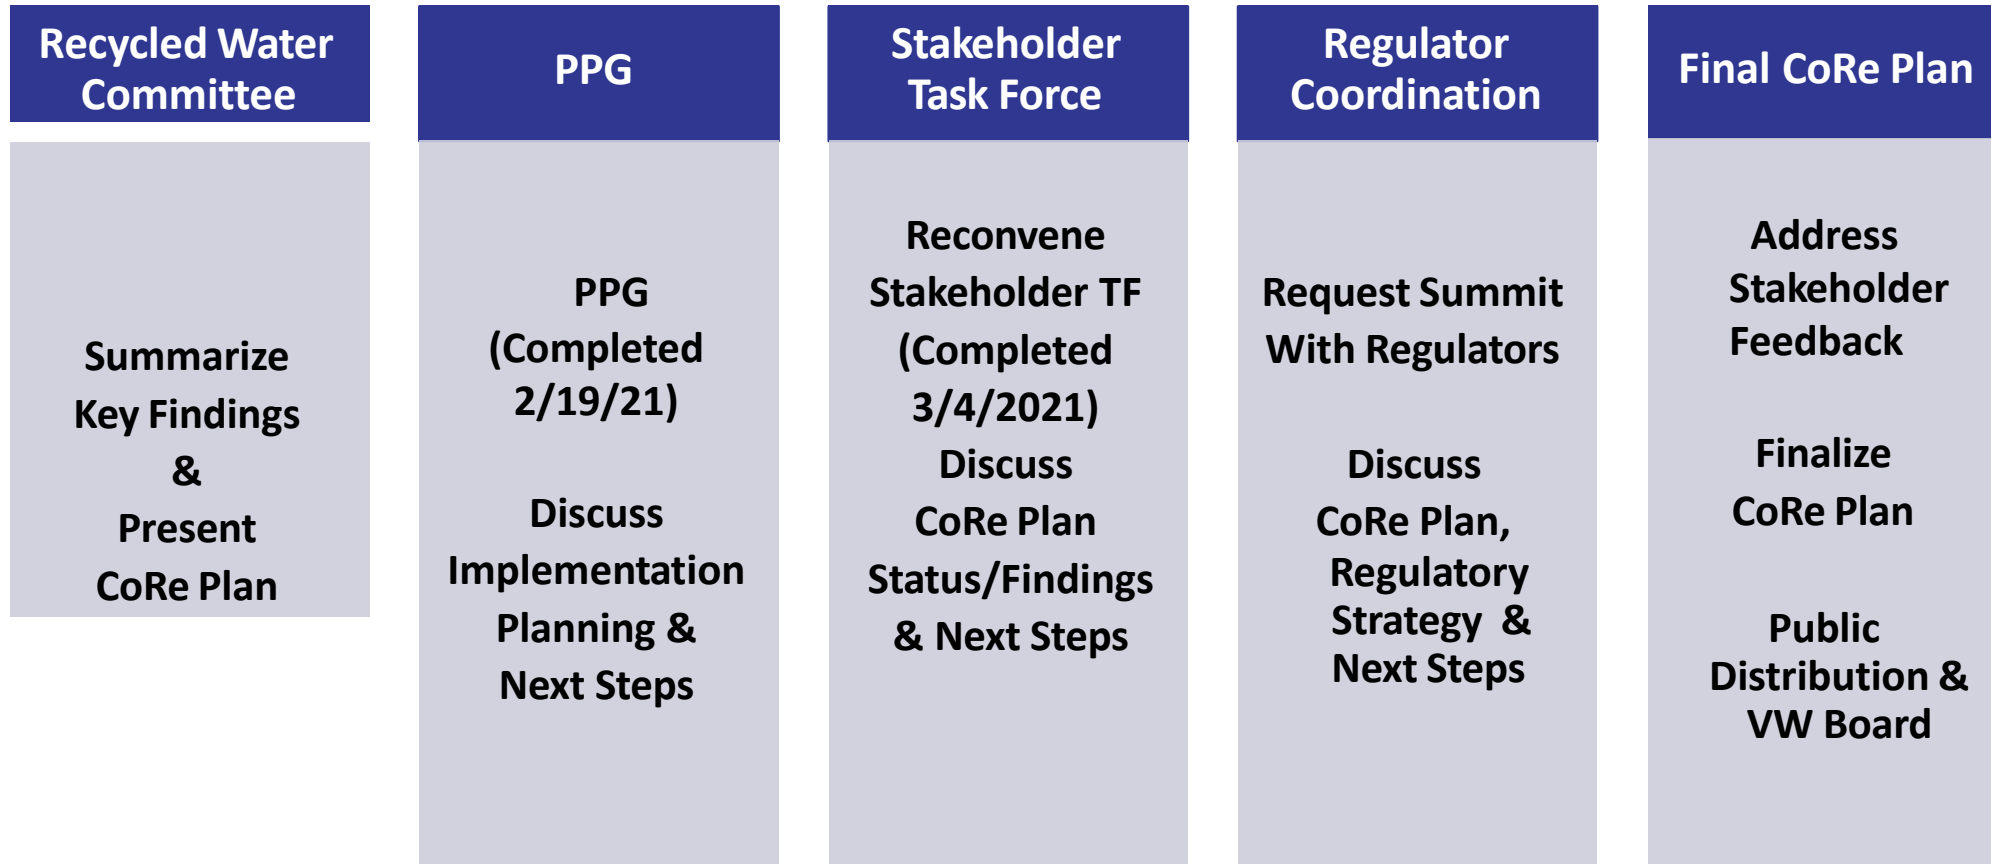 Recycled Water
Committee
Summarize
Key Findings
&
Present
CoRe Plan
PPG
PPG
(Completed
2/19/21)
Discuss
Implementation
Planning &
Next Steps
Stakeholder
Task Force
Reconvene
Stakeholder TF
(Completed
3/4/2021)
Discuss
CoRe Plan
Status/Findings
& Next Steps
Regulator
Coordination
Request Summit
With Regulators
Discuss
CoRe Plan,
Regulatory
Strategy &
Next Steps
Final CoRe Plan
Address
Stakeholder
Feedback
Finalize
CoRe Plan
Public
Distribution &
VW Board